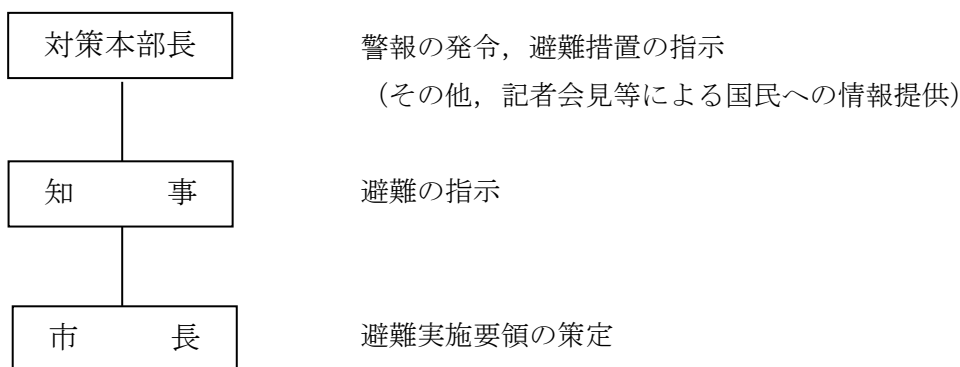 対策本部長 警報の発令，避難措置の指示
（その他，記者会見等による国民への情報提供）
知　　事 避難の指示
市　　長 避難実施要領の策定